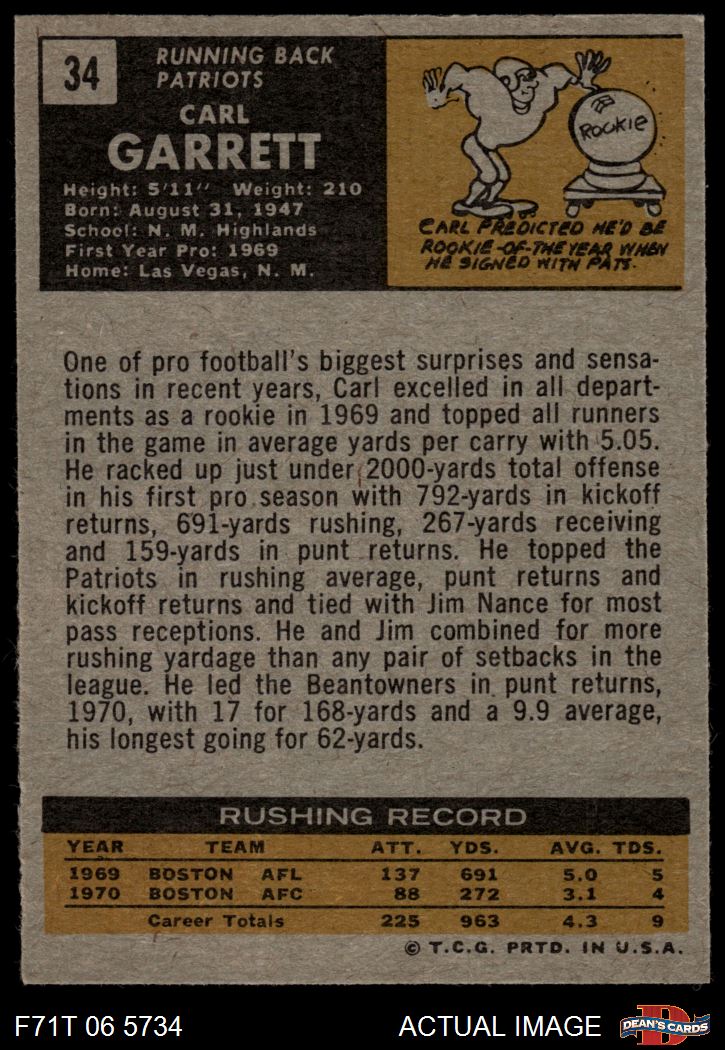 34
RUNNING BACK
PATRIOTS
CARL
GARRETT
Height: 5'11" Weight: 210
Born: August 31, 1947
School: N. M. Highlands
First Year Pro: 1969
Home: Las Vegas, N. M.
ROOKIE
CARL PREDICTED HE'D BE
ROOKIE-OF-THE YEAR WHEN
HE SIGNED WITH PATS.
One of pro football's biggest surprises and sensa-
tions in recent years, Carl excelled in all depart-
ments as a rookie in 1969 and topped all runners
in the game in average yards per carry with 5.05.
He racked up just under 2000-yards total offense
in his first pro season with 792-yards in kickoff
returns, 691-yards rushing, 267-yards receiving
and 159-yards in punt returns. He topped the
Patriots in rushing average, punt returns and
kickoff returns and tied with Jim Nance for most
pass receptions. He and Jim combined for more
rushing yardage than any pair of setbacks in the
league. He led the Beantowners in punt returns,
1970, with 17 for 168-yards and a 9.9 average,
his longest going for 62-yards.
RUSHING RECORD
YEAR TEAM ATT. YDS. AVG. TDS.
1969 BOSTON AFL 137 691 5.0 5
1970 BOSTON AFC 88 272 3.1 4
Career Totals 225 963 4.3 9
© T.C.G. PRTD. IN U.S.A.
F71T 06 5734 ACTUAL IMAGE D DEAN'S CARDS